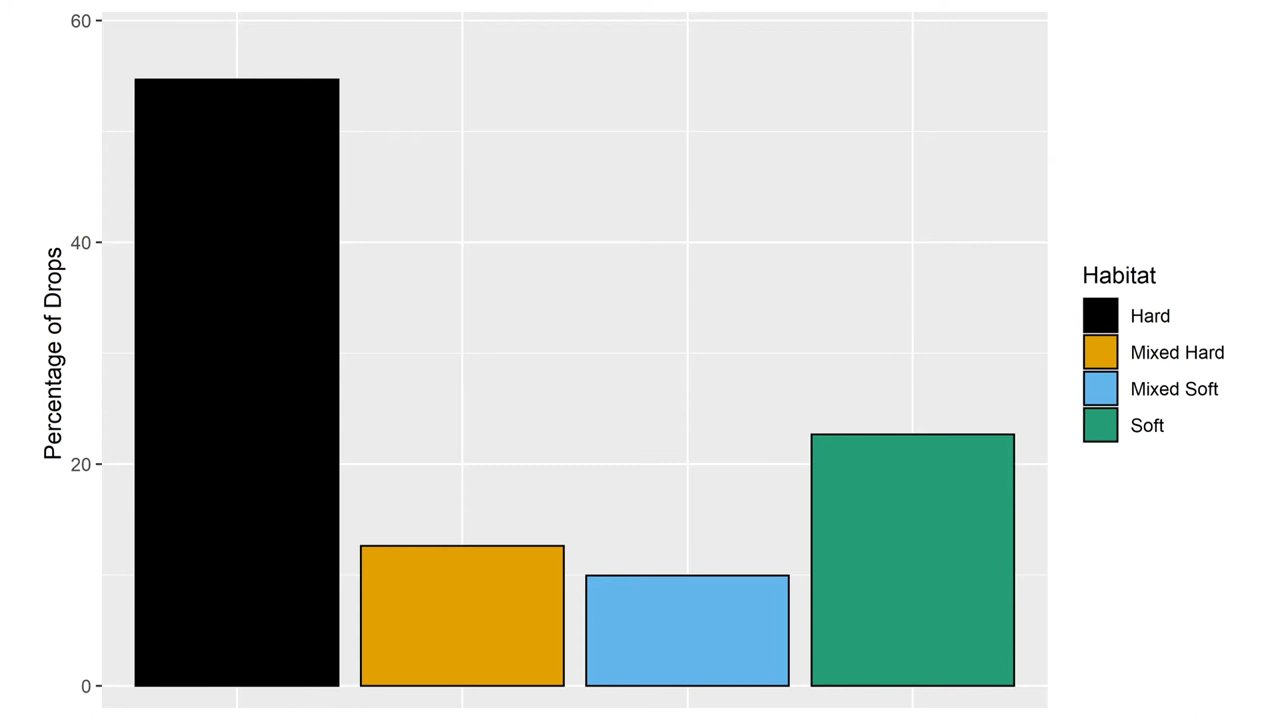 60
40
20
0
Percentage of Drops
Habitat
Hard
Mixed Hard
Mixed Soft
Soft